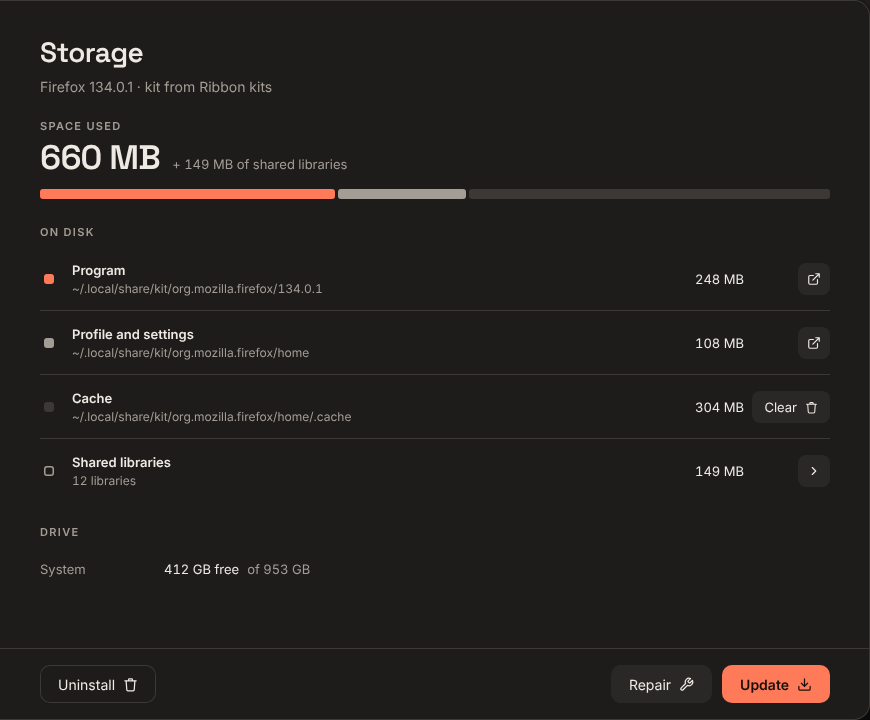 Storage
Firefox 134.0.1 · kit from Ribbon kits
SPACE USED
660 MB + 149 MB of shared libraries
ON DISK
Program
~/.local/share/kit/org.mozilla.firefox/134.0.1
248 MB
Profile and settings
~/.local/share/kit/org.mozilla.firefox/home
108 MB
Cache
~/.local/share/kit/org.mozilla.firefox/home/.cache
304 MB Clear
Shared libraries
12 libraries
149 MB
DRIVE
System 412 GB free of 953 GB
Uninstall Repair Update